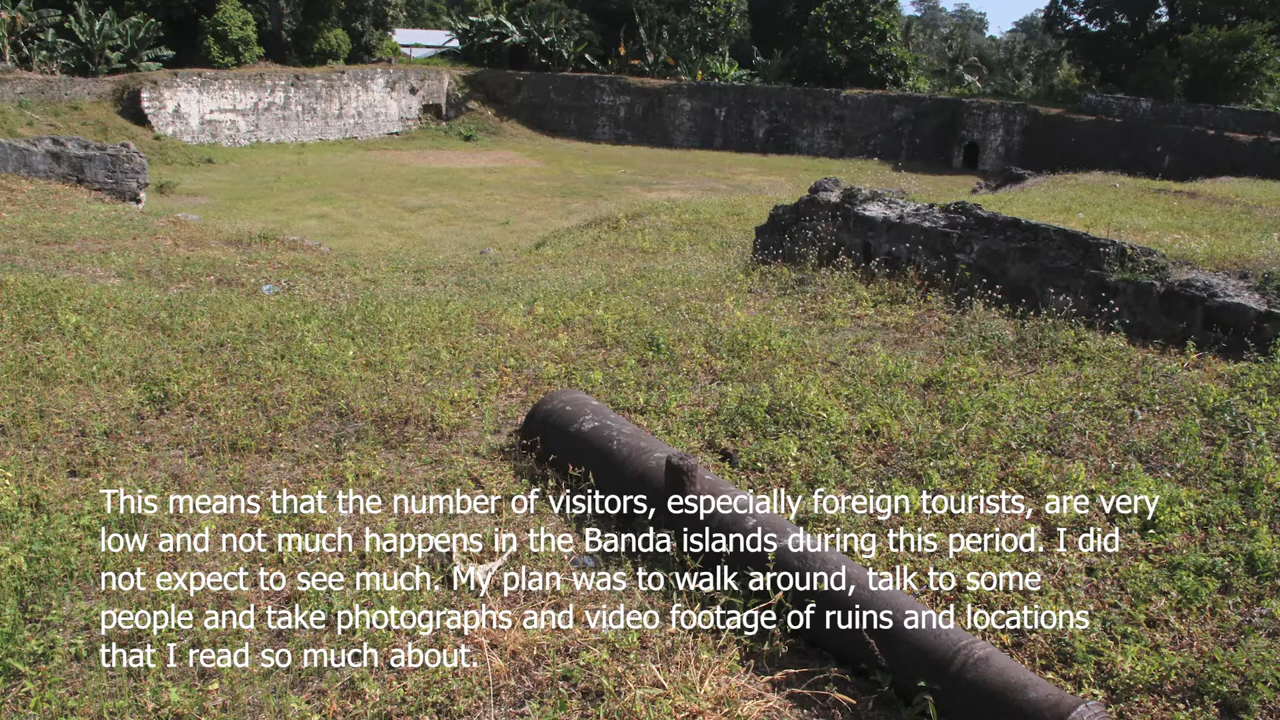 This means that the number of visitors, especially foreign tourists, are very
low and not much happens in the Banda islands during this period. I did
not expect to see much. My plan was to walk around, talk to some
people and take photographs and video footage of ruins and locations
that I read so much about.